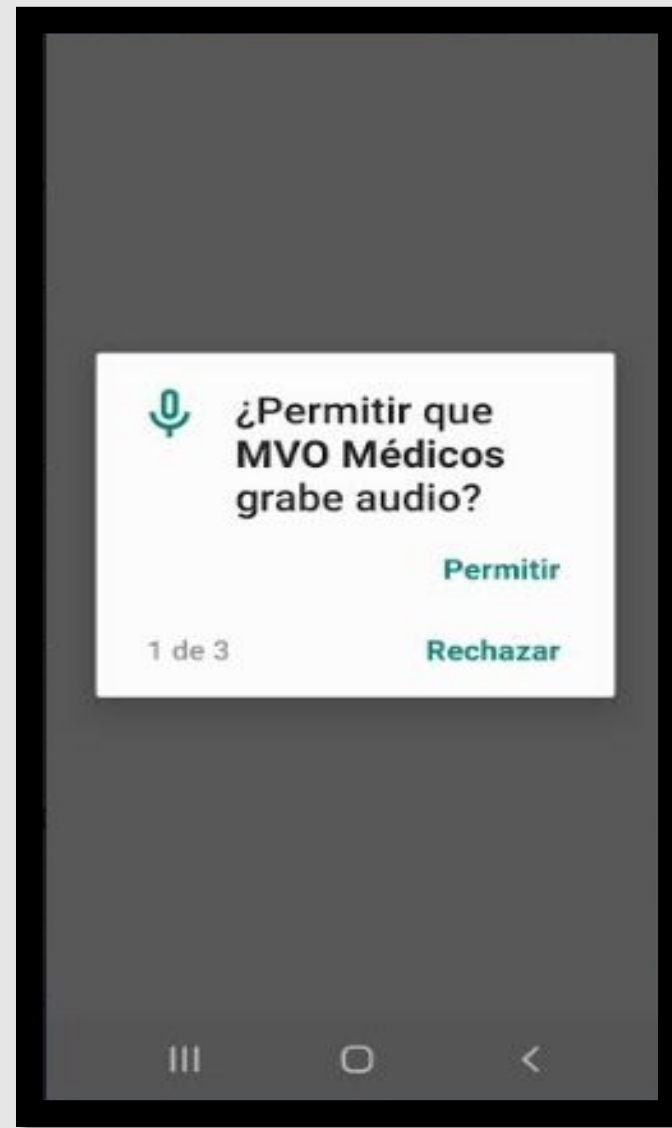 ¿Permitir que
MVO Médicos
grabe audio?
Permitir
1 de 3 Rechazar